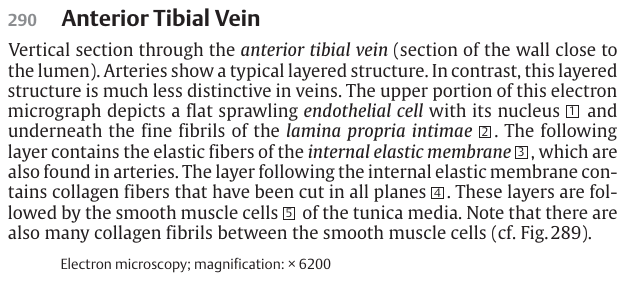 290 Anterior Tibial Vein
Vertical section through the anterior tibial vein (section of the wall close to
the lumen). Arteries show a typical layered structure. In contrast, this layered
structure is much less distinctive in veins. The upper portion of this electron
micrograph depicts a flat sprawling endothelial cell with its nucleus 1 and
underneath the fine fibrils of the lamina propria intimae 2. The following
layer contains the elastic fibers of the internal elastic membrane 3, which are
also found in arteries. The layer following the internal elastic membrane con-
tains collagen fibers that have been cut in all planes 4. These layers are fol-
lowed by the smooth muscle cells 5 of the tunica media. Note that there are
also many collagen fibrils between the smooth muscle cells (cf. Fig. 289).
Electron microscopy; magnification: × 6200